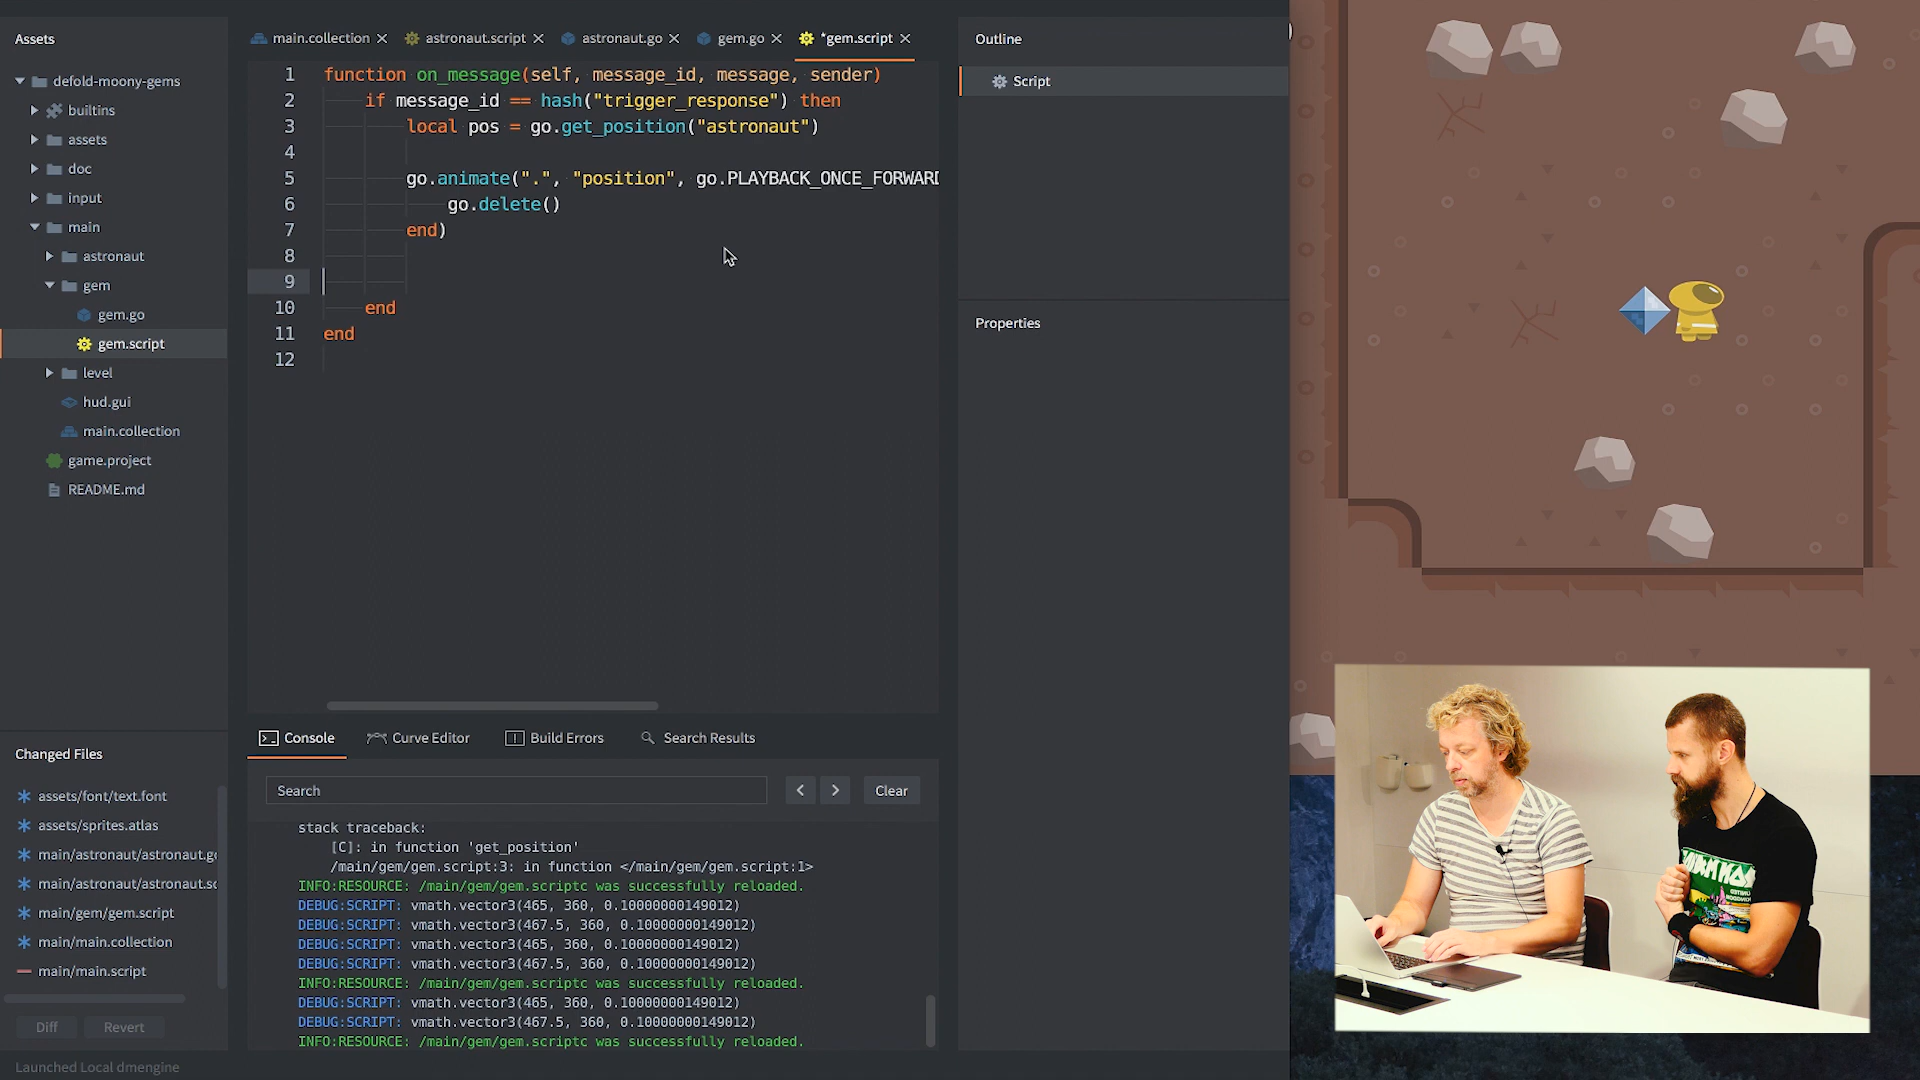 Assets
defold-moony-gems
builtins
assets
doc
input
main
astronaut
gem
gem.go
gem.script
level
hud.gui
main.collection
game.project
README.md
Changed Files
assets/font/text.font
assets/sprites.atlas
main/astronaut/astronaut.g
main/astronaut/astronaut.sc
main/gem/gem.script
main/main.collection
main/main.script
Diff Revert
Launched Local dmengine
main.collection astronaut.script astronaut.go gem.go *gem.script
1 function on_message(self, message_id, message, sender)
2 if message_id == hash("trigger_response") then
3 local pos = go.get_position("astronaut")
4
5 go.animate(".", "position", go.PLAYBACK_ONCE_FORWARD
6 go.delete()
7 end)
8
9
10 end
11 end
12
Console Curve Editor Build Errors Search Results
Search Clear
stack traceback:
[C]: in function 'get_position'
/main/gem/gem.script:3: in function </main/gem/gem.script:1>
INFO:RESOURCE: /main/gem/gem.scriptc was successfully reloaded.
DEBUG:SCRIPT: vmath.vector3(465, 360, 0.10000000149012)
DEBUG:SCRIPT: vmath.vector3(467.5, 360, 0.10000000149012)
DEBUG:SCRIPT: vmath.vector3(465, 360, 0.10000000149012)
DEBUG:SCRIPT: vmath.vector3(467.5, 360, 0.10000000149012)
INFO:RESOURCE: /main/gem/gem.scriptc was successfully reloaded.
DEBUG:SCRIPT: vmath.vector3(465, 360, 0.10000000149012)
DEBUG:SCRIPT: vmath.vector3(467.5, 360, 0.10000000149012)
INFO:RESOURCE: /main/gem/gem.scriptc was successfully reloaded.
Outline
Script
Properties